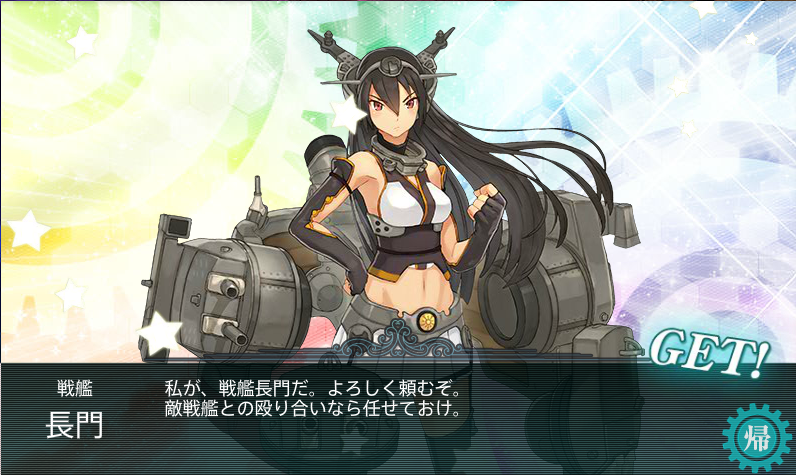 GET!
戦艦
長門
私が、戦艦長門だ。よろしく頼むぞ。
敵戦艦との殴り合いなら任せておけ。
帰